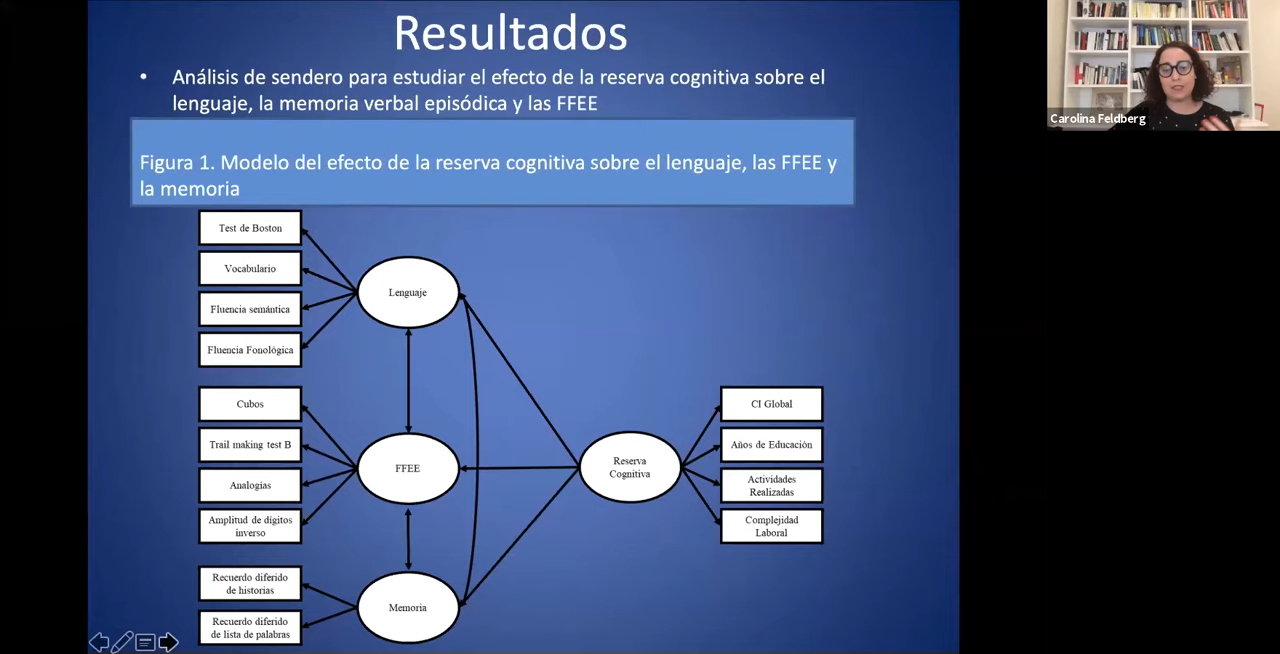 Resultados
• Análisis de sendero para estudiar el efecto de la reserva cognitiva sobre el
lenguaje, la memoria verbal episódica y las FFEE
Figura 1. Modelo del efecto de la reserva cognitiva sobre el lenguaje, las FFEE y
la memoria
Test de Boston
Vocabulario
Fluencia semántica
Fluencia Fonológica
Lenguaje
Cubos
Trail making test B
Analogías
Amplitud de dígitos
inverso
FFEE
Recuerdo diferido
de historias
Recuerdo diferido
de lista de palabras
Memoria
Reserva
Cognitiva
CI Global
Años de Educación
Actividades
Realizadas
Complejidad
Laboral
Carolina Feldberg